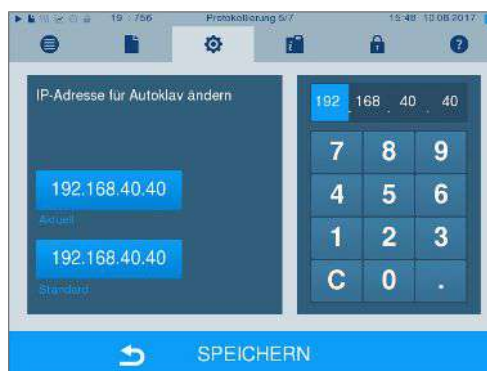 19 : 756 Protokollierung 5/7 15:48 10.08.2017
IP-Adresse für Autoklav ändern
192.168.40.40
Aktuell
192.168.40.40
Standard
192 . 168 . 40 . 40
7 8 9
4 5 6
1 2 3
C 0 .
SPEICHERN